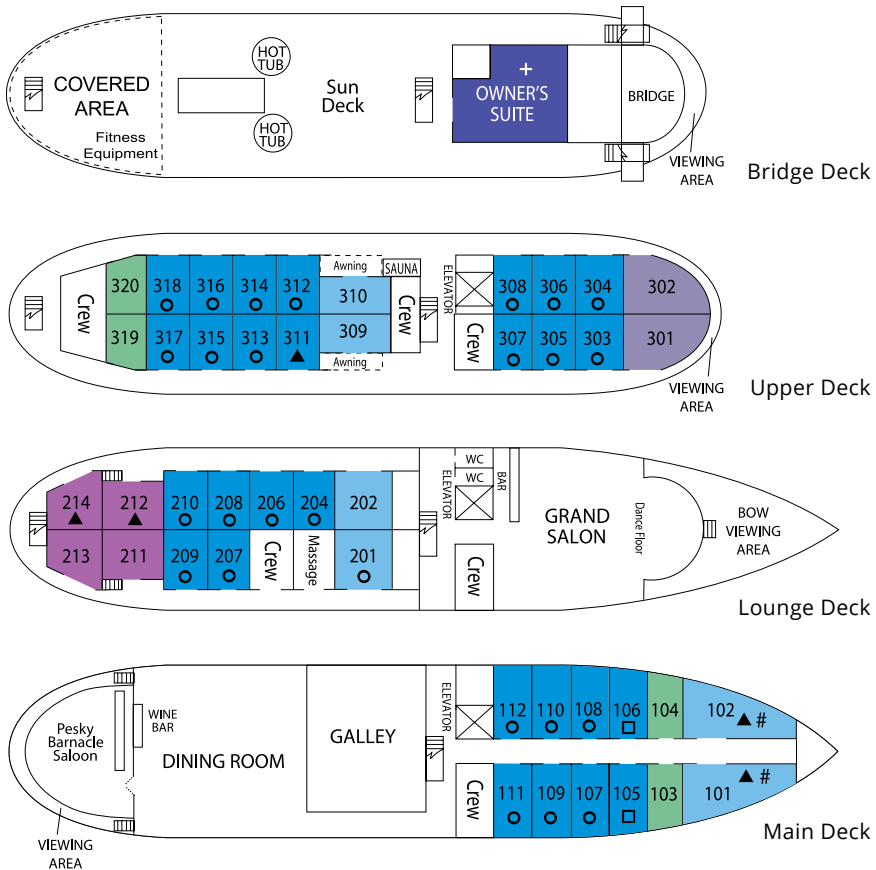 HOT
TUB
COVERED
AREA
Fitness
Equipment
Sun
Deck
HOT
TUB
+
OWNER'S
SUITE
BRIDGE
VIEWING
AREA
Bridge Deck
Crew
320
318
316
314
312
Awning
SAUNA
310
Crew
ELEVATOR
308
306
304
302
319
317
315
313
311
309
Awning
Crew
307
305
303
301
VIEWING
AREA
Upper Deck
214
212
210
208
206
204
202
ELEVATOR
WC
WC
BAR
GRAND
SALON
Dance Floor
BOW
VIEWING
AREA
213
211
209
207
Crew
Massage
201
Crew
Lounge Deck
Pesky
Barnacle
Saloon
WINE
BAR
DINING ROOM
GALLEY
ELEVATOR
112
110
108
106
104
102
#
Crew
111
109
107
105
103
101
#
VIEWING
AREA
Main Deck